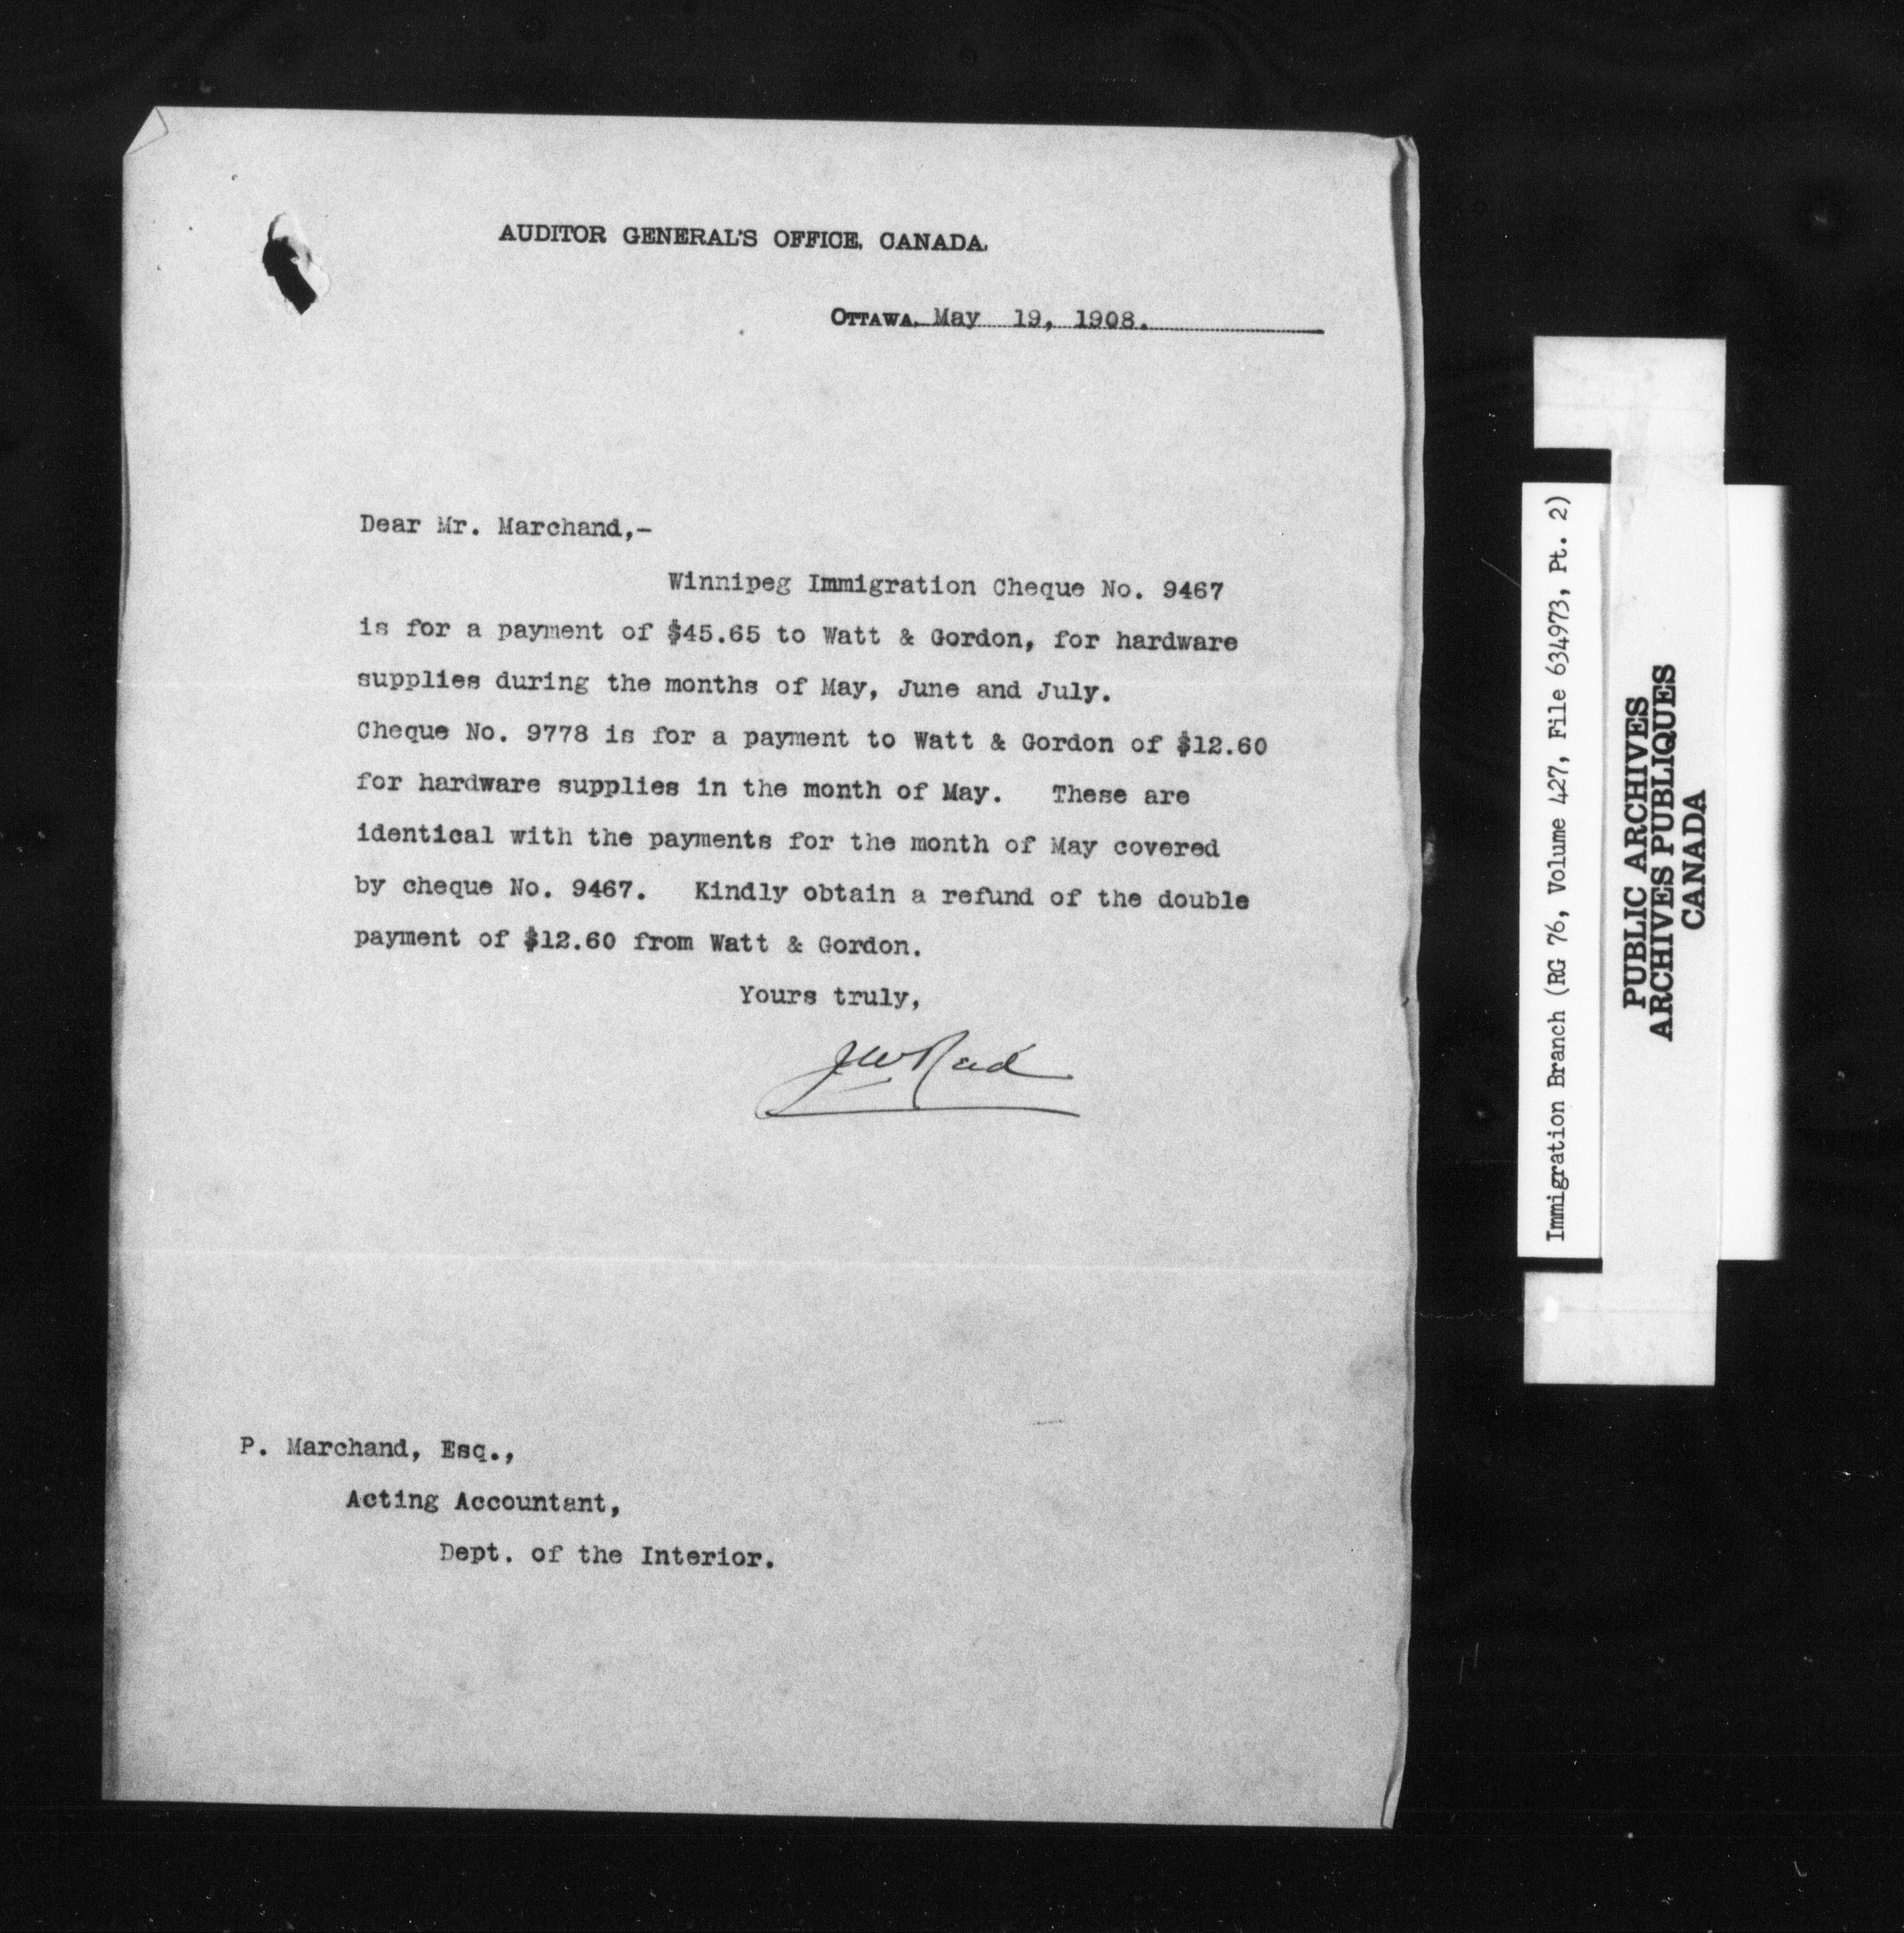 AUDITOR GENERAL'S OFFICE, CANADA.
OTTAWA, May 19, 1908.
Dear Mr. Marchand,-
Winnipeg Immigration Cheque No. 9467
is for a payment of $45.65 to Watt & Gordon, for hardware
supplies during the months of May, June and July.
Cheque No. 9778 is for a payment to Watt & Gordon of $12.60
for hardware supplies in the month of May. These are
identical with the payments for the month of May covered
by cheque No. 9467. Kindly obtain a refund of the double
payment of $12.60 from Watt & Gordon.
Yours truly,
P. Marchand, Esq.,
Acting Accountant,
Dept. of the Interior.
Immigration Branch (RG 76, Volume 427, File 634973, Pt. 2)
PUBLIC ARCHIVES
ARCHIVES PUBLIQUES
CANADA